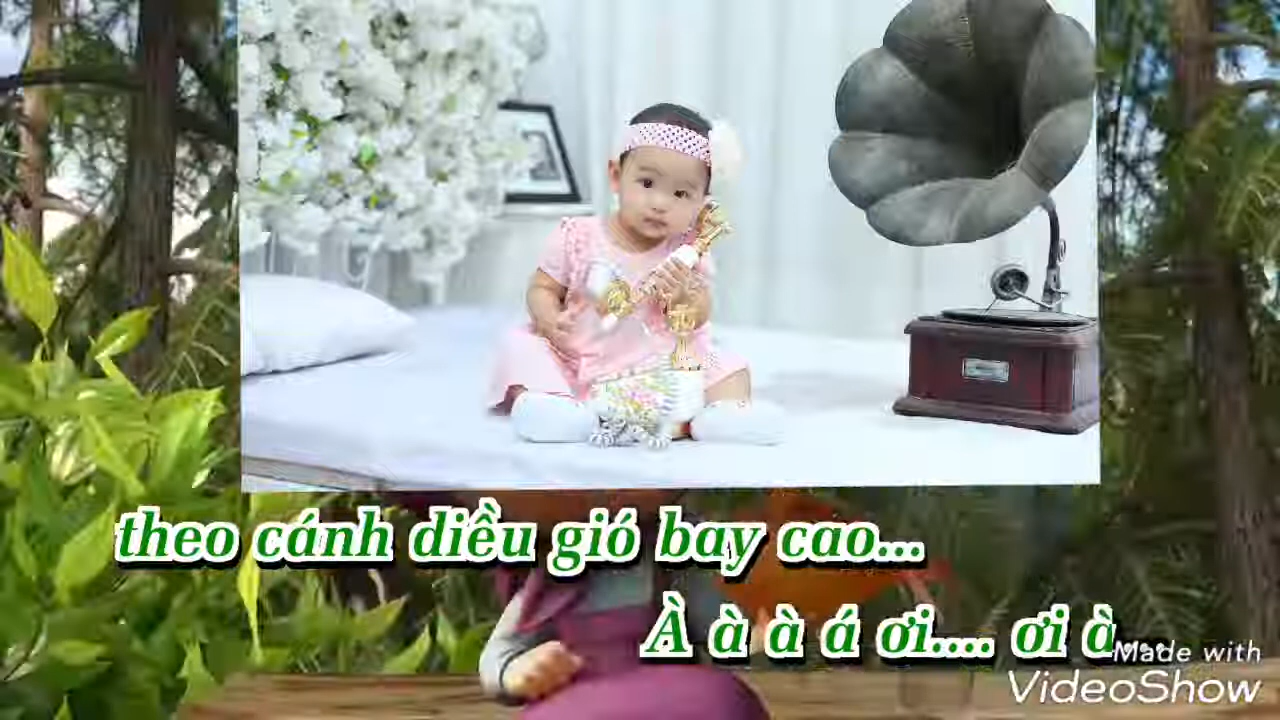 theo cánh diều gió bay cao...
À à à á ơi.... ơi à...
Made with
VideoShow